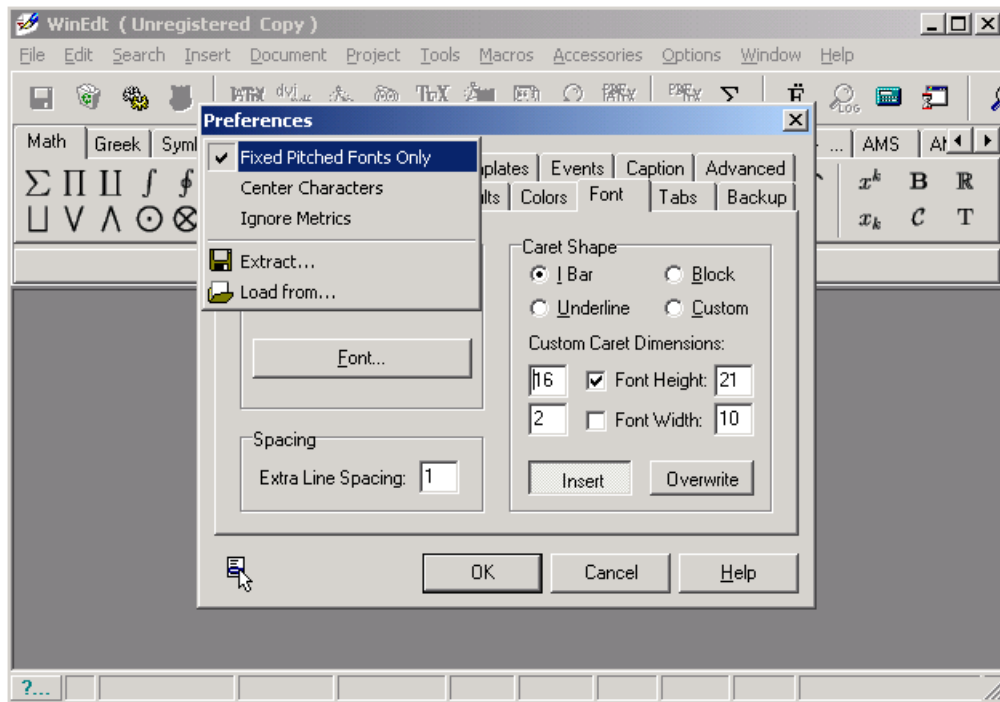 WinEdt ( Unregistered Copy )
File Edit Search Insert Document Project Tools Macros Accessories Options Window Help
Preferences
Math Greek Symb ... AMS
Fixed Pitched Fonts Only
Center Characters
Ignore Metrics
Extract...
Load from...
Events Caption Advanced
Colors Font Tabs Backup
Caret Shape
I Bar Block
Underline Custom
Custom Caret Dimensions:
Font...
16 Font Height: 21
2 Font Width: 10
Spacing
Extra Line Spacing: 1
Insert Overwrite
OK Cancel Help
?...